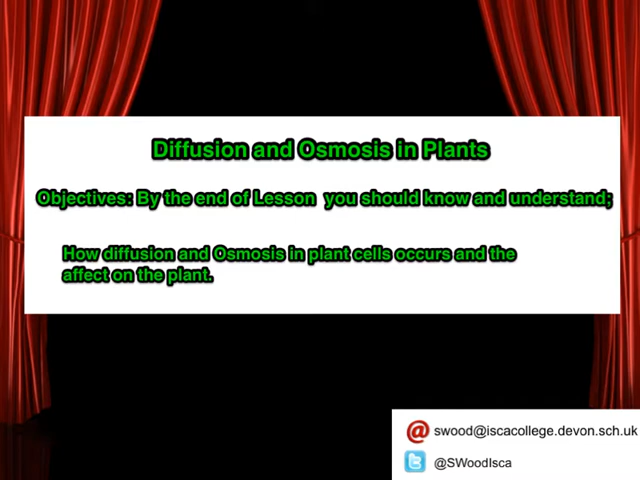 Diffusion and Osmosis in Plants
Objectives: By the end of Lesson you should know and understand;
How diffusion and Osmosis in plant cells occurs and the
affect on the plant.
@ swood@iscacollege.devon.sch.uk
@SWoodIsca